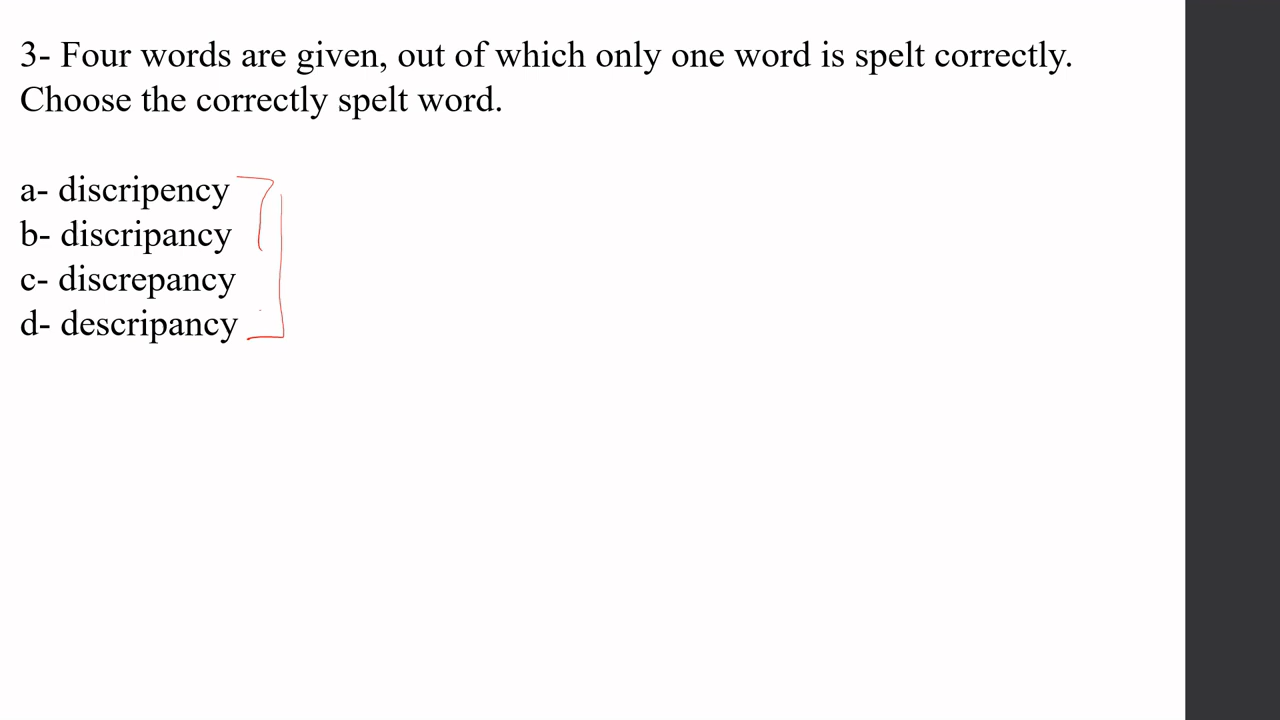 3- Four words are given, out of which only one word is spelt correctly.
Choose the correctly spelt word.
a- discripency
b- discripancy
c- discrepancy
d- descripancy